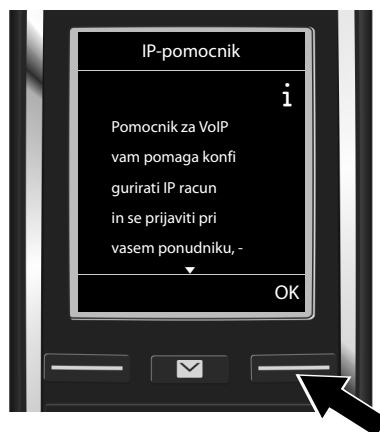 IP-pomocnik
i
Pomocnik za VoIP
vam pomaga konfi
gurirati IP racun
in se prijaviti pri
vasem ponudniku, -
OK